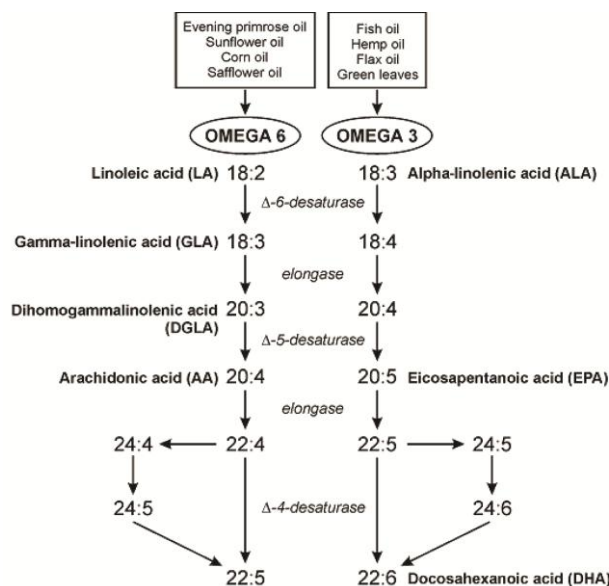 Evening primrose oil
Sunflower oil
Corn oil
Safflower oil
Fish oil
Hemp oil
Flax oil
Green leaves
OMEGA 6 OMEGA 3
Linoleic acid (LA) 18:2 18:3 Alpha-linolenic acid (ALA)
Δ-6-desaturase
Gamma-linolenic acid (GLA) 18:3 18:4
elongase
Dihomogammalinolenic acid
(DGLA) 20:3 20:4
Δ-5-desaturase
Arachidonic acid (AA) 20:4 20:5 Eicosapentanoic acid (EPA)
elongase
24:4 22:4 22:5 24:5
24:5 Δ-4-desaturase 24:6
22:5 22:6 Docosahexanoic acid (DHA)